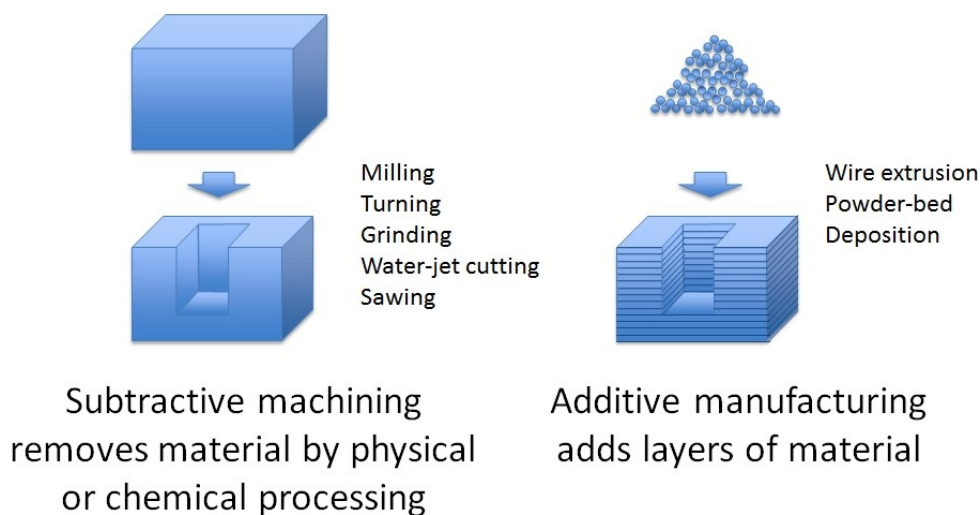 Milling
Turning
Grinding
Water-jet cutting
Sawing
Wire extrusion
Powder-bed
Deposition
Subtractive machining
removes material by physical
or chemical processing
Additive manufacturing
adds layers of material